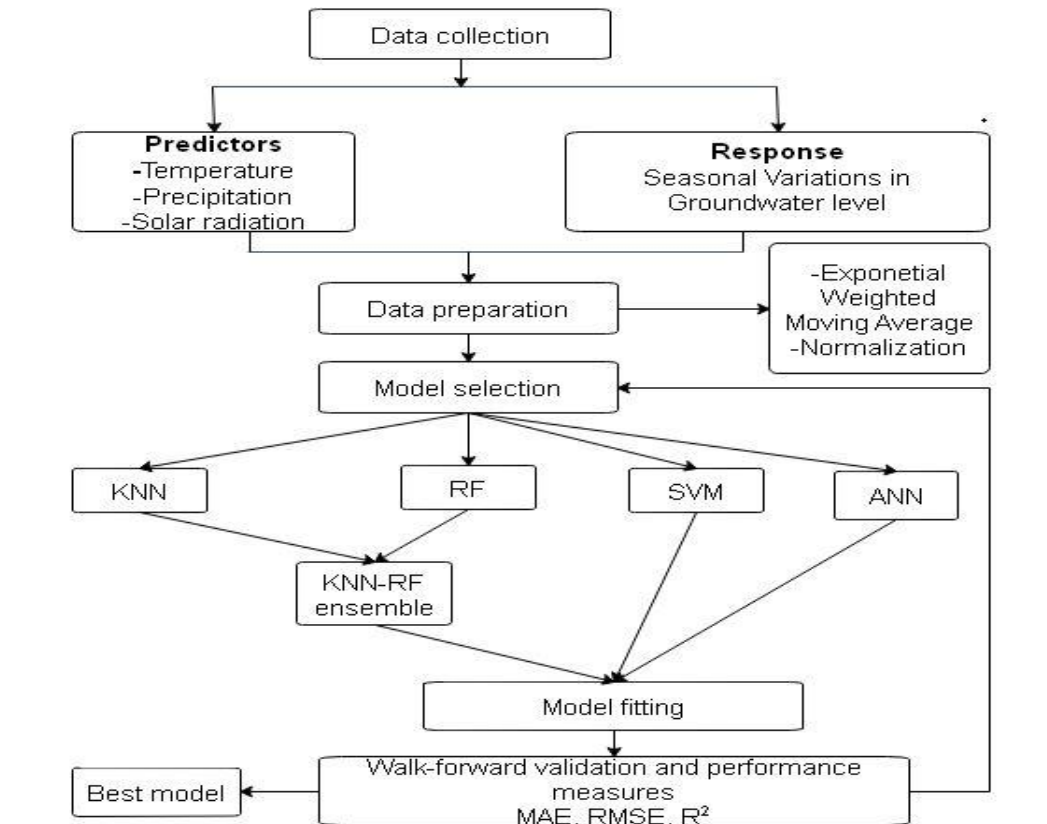 Data collection
Predictors
-Temperature
-Precipitation
-Solar radiation
Response
Seasonal Variations in
Groundwater level
Data preparation
-Exponetial
Weighted
Moving Average
-Normalization
Model selection
KNN
RF
SVM
ANN
KNN-RF
ensemble
Model fitting
Walk-forward validation and performance
measures
MAE, RMSE, R²
Best model